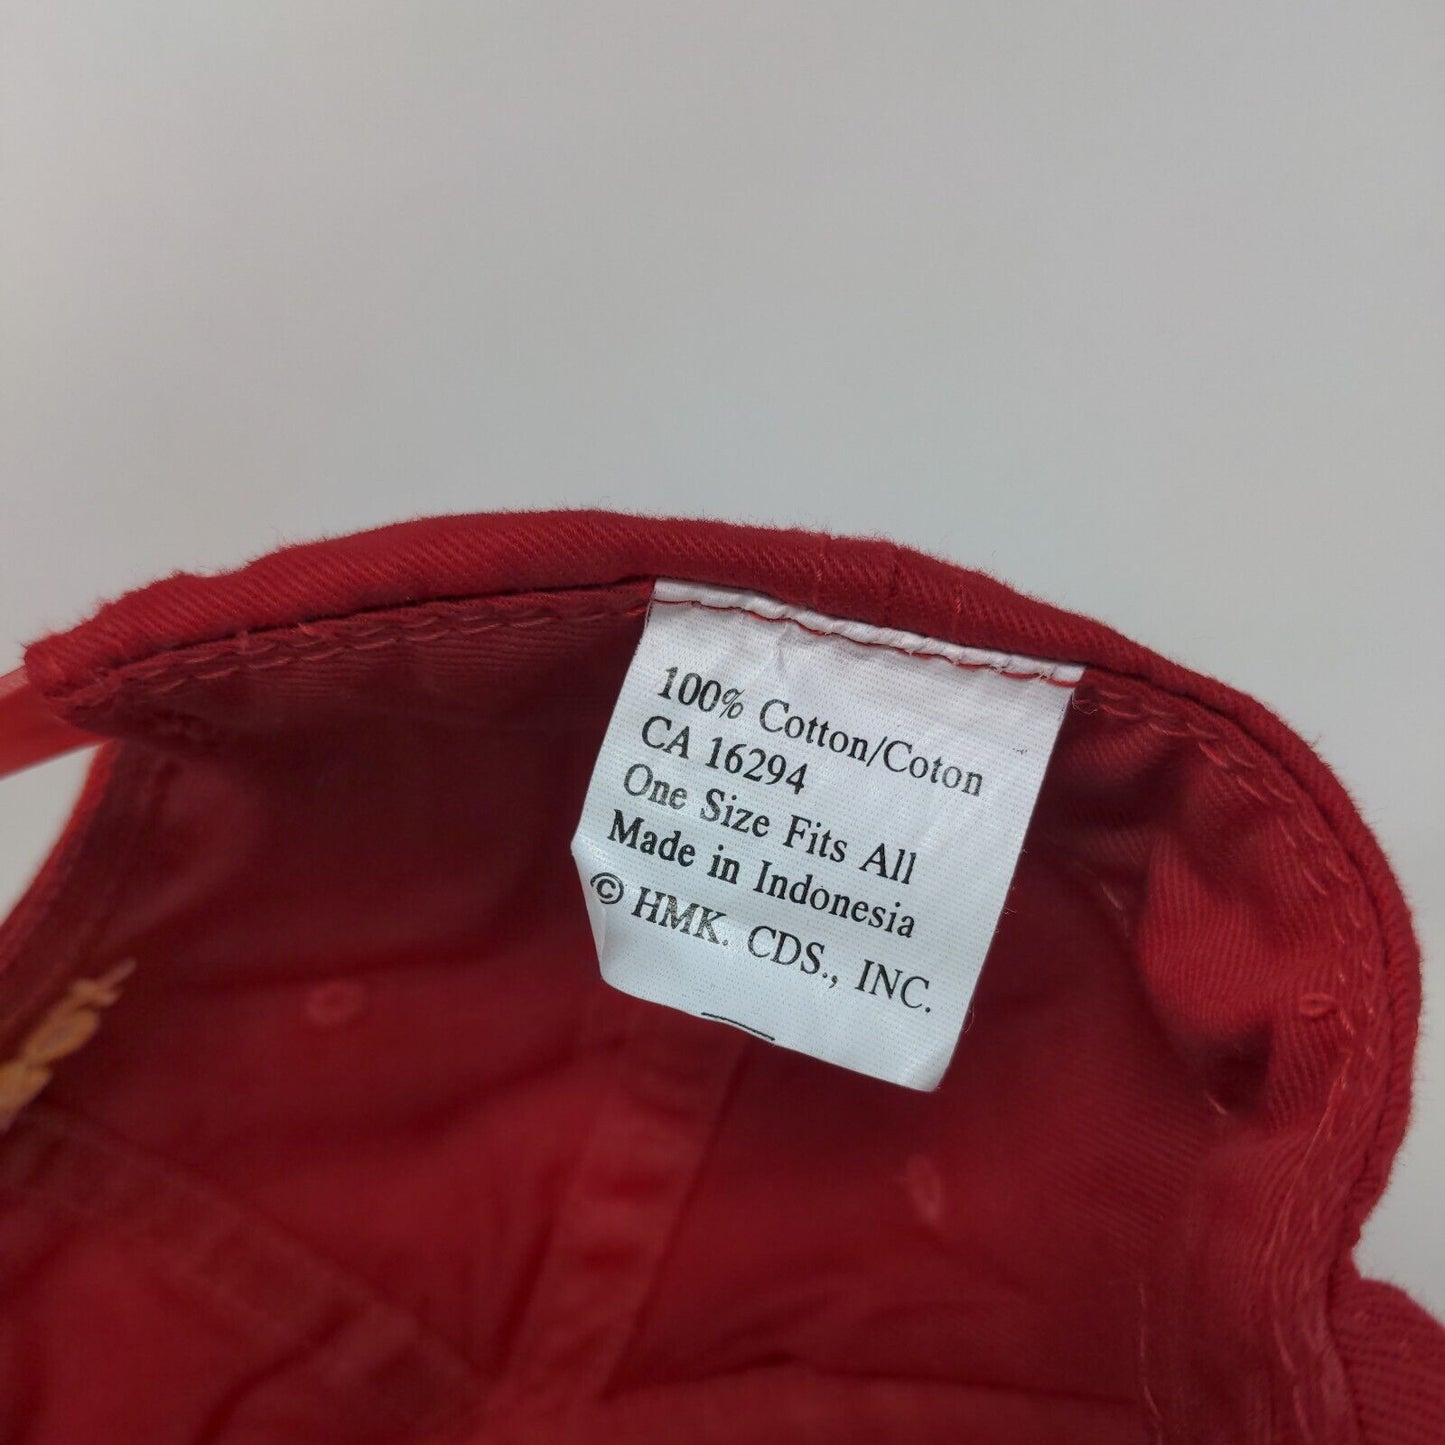 100% Cotton/Coton
CA 16294
One Size Fits All
Made in Indonesia
© HMK. CDS., INC.